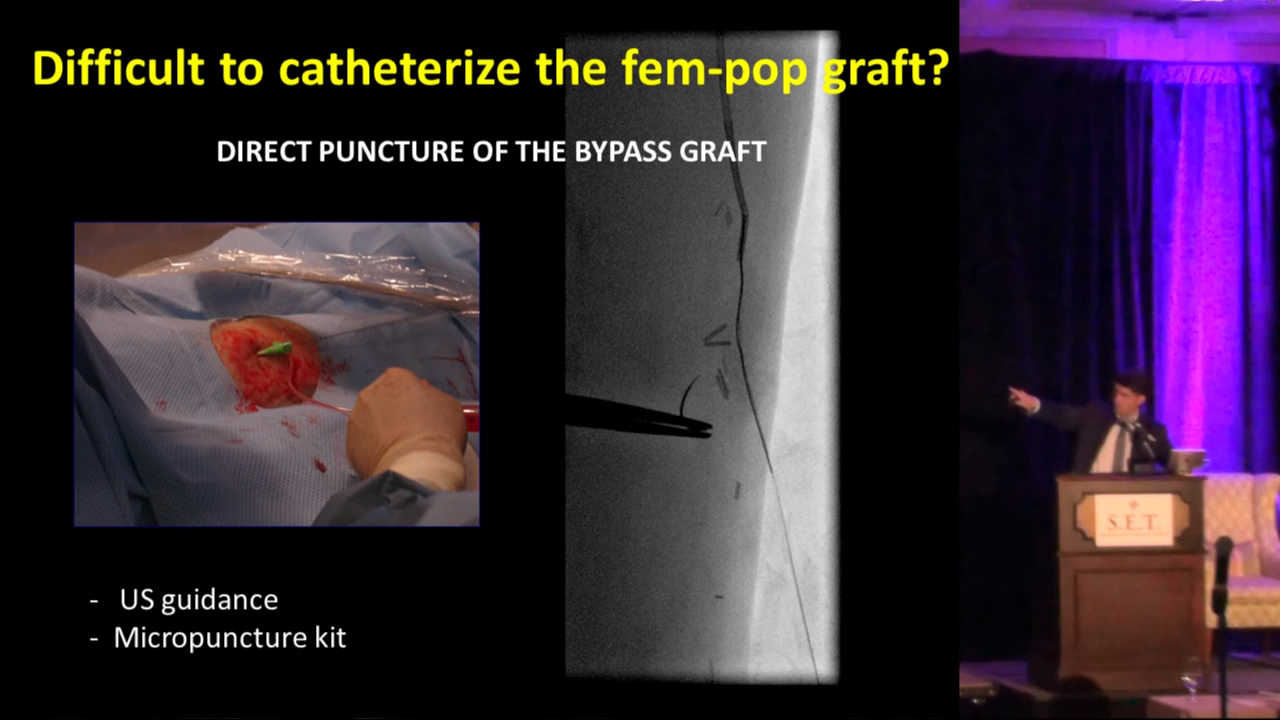 Difficult to catheterize the fem-pop graft?
DIRECT PUNCTURE OF THE BYPASS GRAFT
- US guidance
- Micropuncture kit
S.E.T.